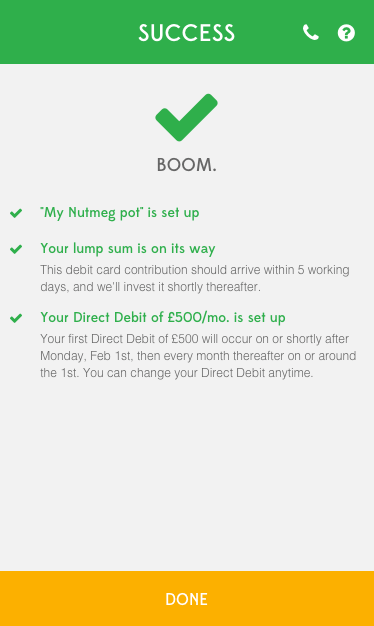 SUCCESS
BOOM.
"My Nutmeg pot" is set up
Your lump sum is on its way
This debit card contribution should arrive within 5 working
days, and we'll invest it shortly thereafter.
Your Direct Debit of £500/mo. is set up
Your first Direct Debit of £500 will occur on or shortly after
Monday, Feb 1st, then every month thereafter on or around
the 1st. You can change your Direct Debit anytime.
DONE